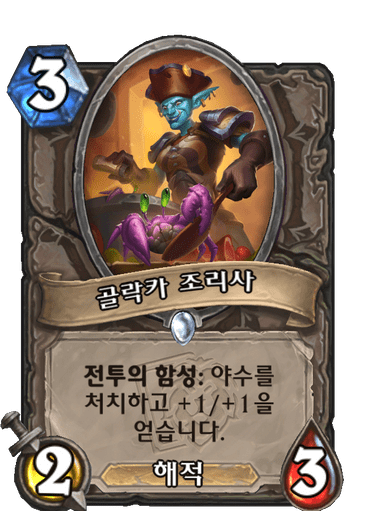 3
골락카 조리사
전투의 함성: 야수를
처치하고 +1/+1을
얻습니다.
2
해적
3